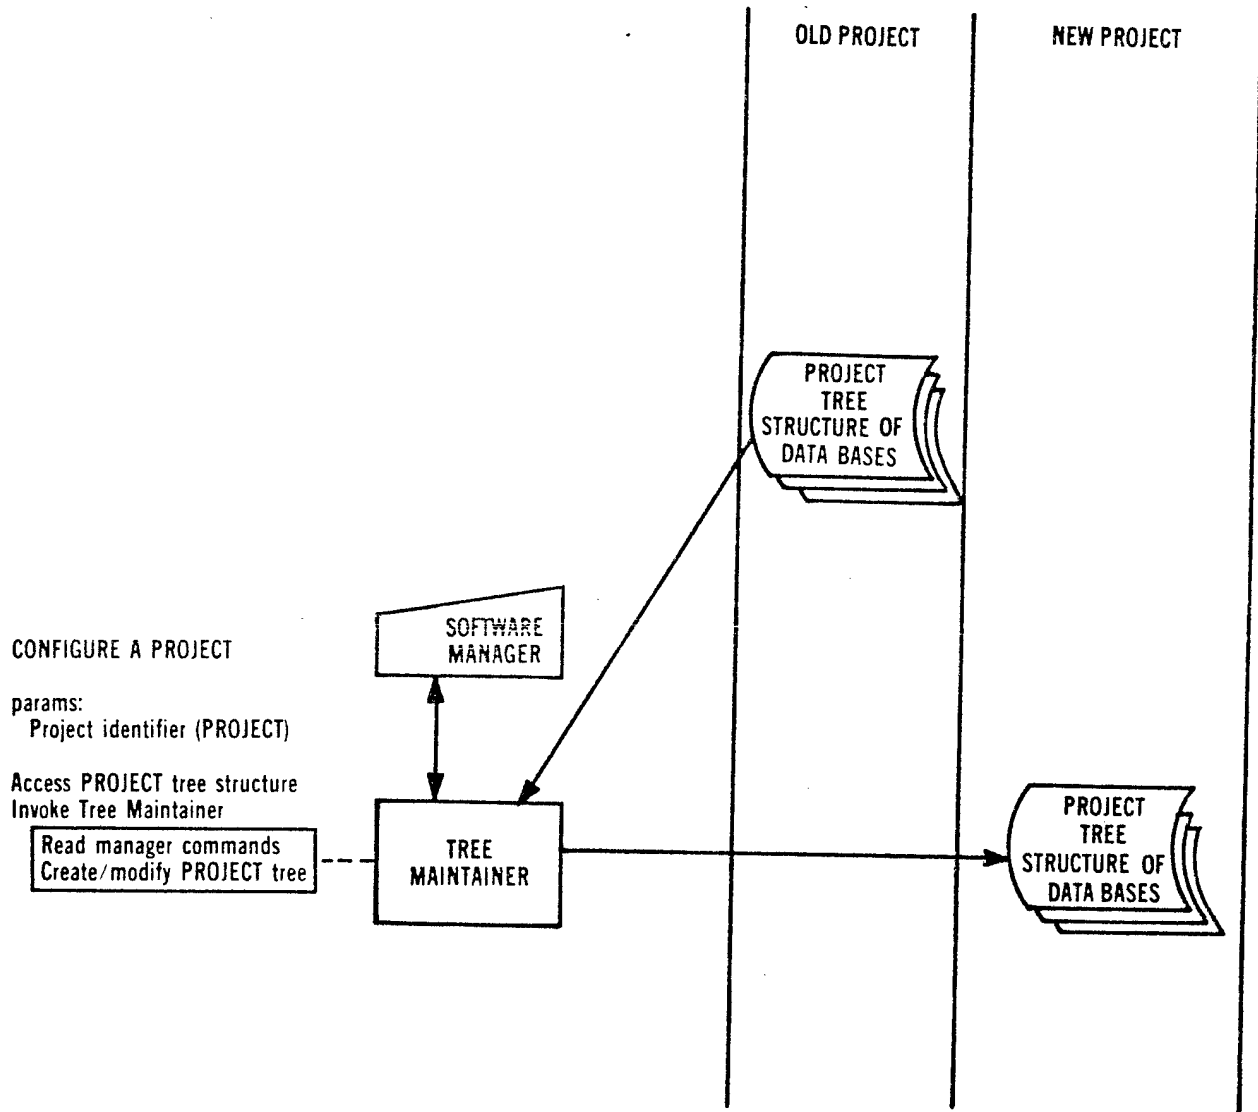 OLD PROJECT
NEW PROJECT
PROJECT
TREE
STRUCTURE OF
DATA BASES
SOFTWARE
MANAGER
CONFIGURE A PROJECT
params:
Project identifier (PROJECT)
Access PROJECT tree structure
Invoke Tree Maintainer
Read manager commands
Create/modify PROJECT tree
TREE
MAINTAINER
PROJECT
TREE
STRUCTURE OF
DATA BASES